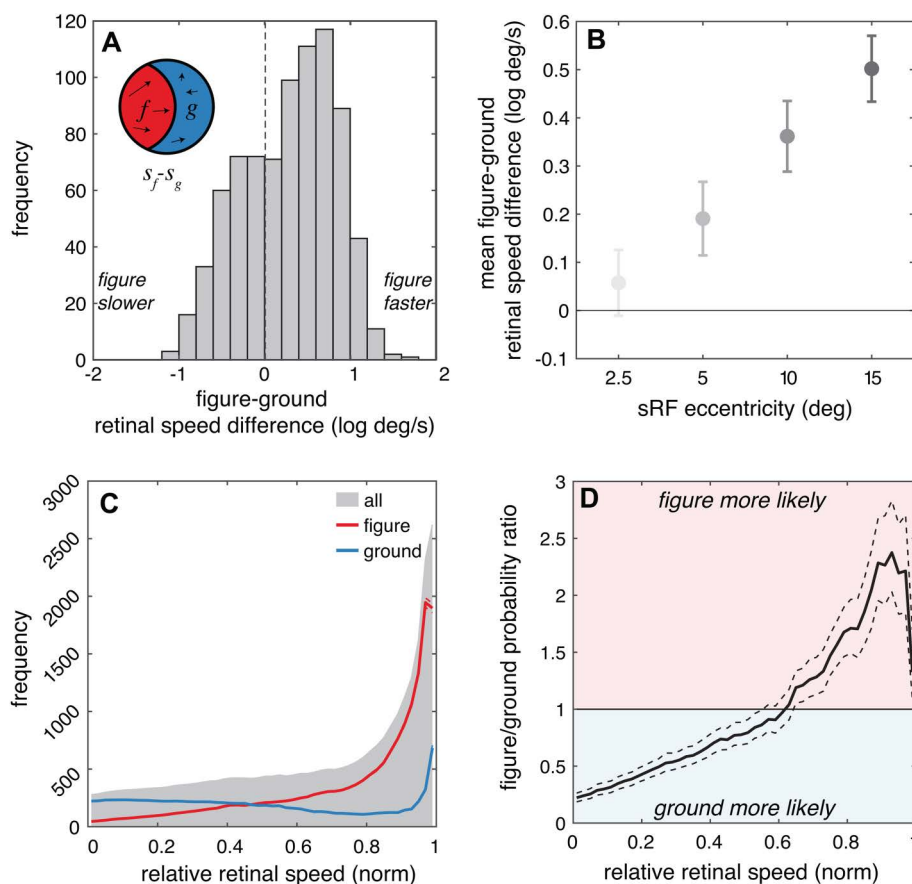 A
120
100
80
60
40
20
0
frequency
f
g
s_f-s_g
figure
slower
figure
faster
-2
-1
0
1
2
figure-ground
retinal speed difference (log deg/s)
B
0.6
0.5
0.4
0.3
0.2
0.1
0
-0.1
mean figure-ground
retinal speed difference (log deg/s)
2.5
5
10
15
sRF eccentricity (deg)
C
3000
2500
2000
1500
1000
500
0
frequency
all
figure
ground
0
0.2
0.4
0.6
0.8
1
relative retinal speed (norm)
D
3
2.5
2
1.5
1
0.5
0
figure/ground probability ratio
figure more likely
ground more likely
0
0.2
0.4
0.6
0.8
1
relative retinal speed (norm)